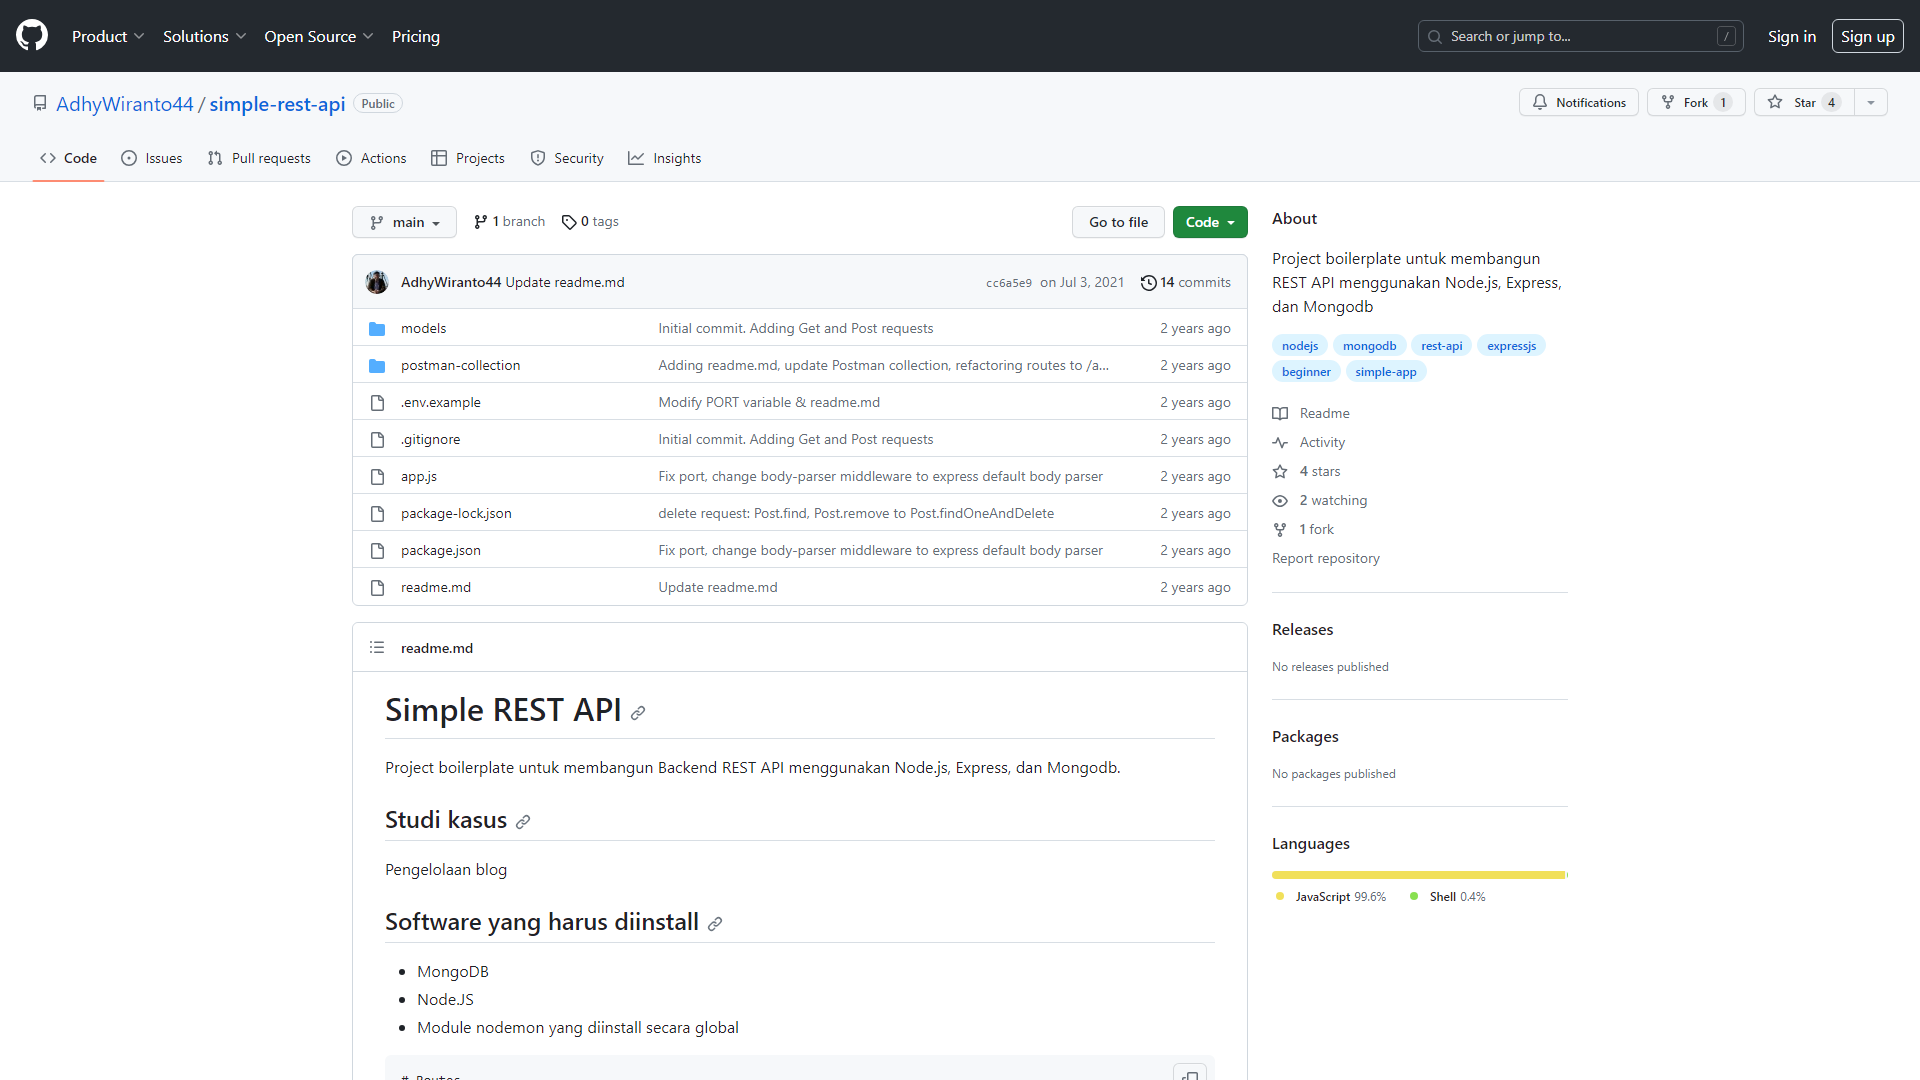 Product Solutions Open Source Pricing Search or jump to... / Sign in Sign up
AdhyWiranto44 / simple-rest-api Public Notifications Fork 1 Star 4
Code Issues Pull requests Actions Projects Security Insights
main 1 branch 0 tags Go to file Code
AdhyWiranto44 Update readme.md cc6a5e9 on Jul 3, 2021 14 commits
models Initial commit. Adding Get and Post requests 2 years ago
postman-collection Adding readme.md, update Postman collection, refactoring routes to /a... 2 years ago
.env.example Modify PORT variable & readme.md 2 years ago
.gitignore Initial commit. Adding Get and Post requests 2 years ago
app.js Fix port, change body-parser middleware to express default body parser 2 years ago
package-lock.json delete request: Post.find, Post.remove to Post.findOneAndDelete 2 years ago
package.json Fix port, change body-parser middleware to express default body parser 2 years ago
readme.md Update readme.md 2 years ago
readme.md
Simple REST API
Project boilerplate untuk membangun Backend REST API menggunakan Node.js, Express, dan Mongodb.
Studi kasus
Pengelolaan blog
Software yang harus diinstall
MongoDB
Node.JS
Module nodemon yang diinstall secara global
# Routes
About
Project boilerplate untuk membangun
REST API menggunakan Node.js, Express,
dan Mongodb
nodejs mongodb rest-api expressjs
beginner simple-app
Readme
Activity
4 stars
2 watching
1 fork
Report repository
Releases
No releases published
Packages
No packages published
Languages
JavaScript 99.6% Shell 0.4%